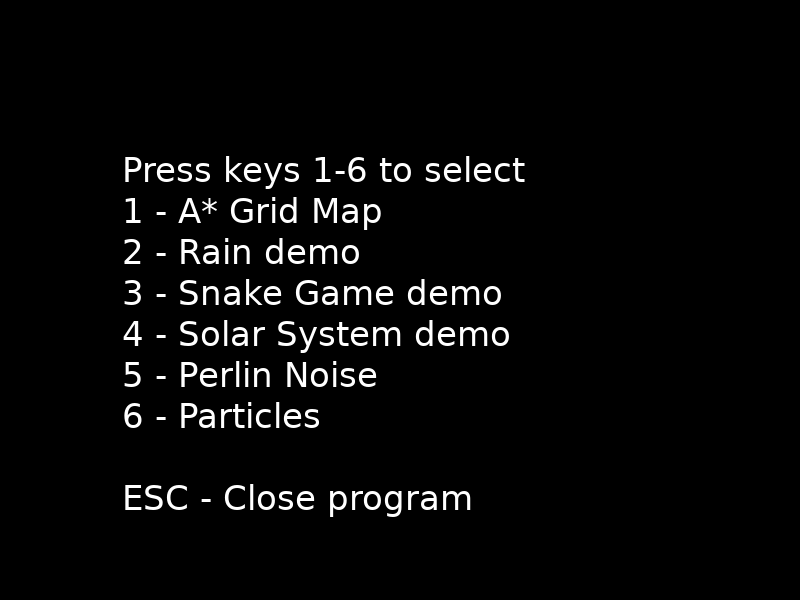 Press keys 1-6 to select
1 - A* Grid Map
2 - Rain demo
3 - Snake Game demo
4 - Solar System demo
5 - Perlin Noise
6 - Particles
ESC - Close program